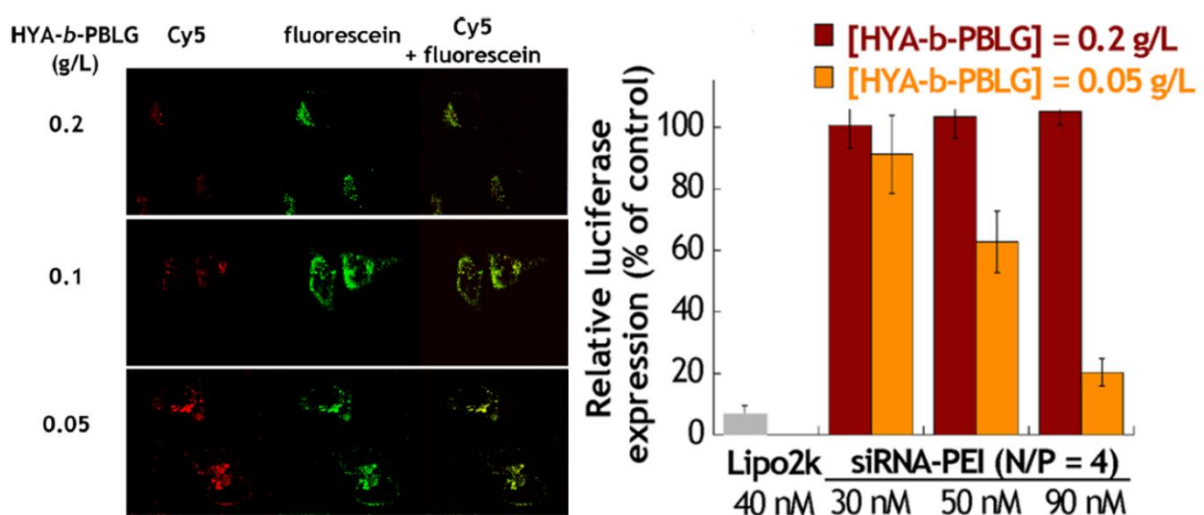 HYA-b-PBLG
(g/L)
Cy5
fluorescein
Cy5
+ fluorescein
0.2
0.1
0.05
[HYA-b-PBLG] = 0.2 g/L
[HYA-b-PBLG] = 0.05 g/L
Relative luciferase
expression (% of control)
100
80
60
40
20
0
Lipo2k
siRNA-PEI (N/P = 4)
40 nM
30 nM
50 nM
90 nM